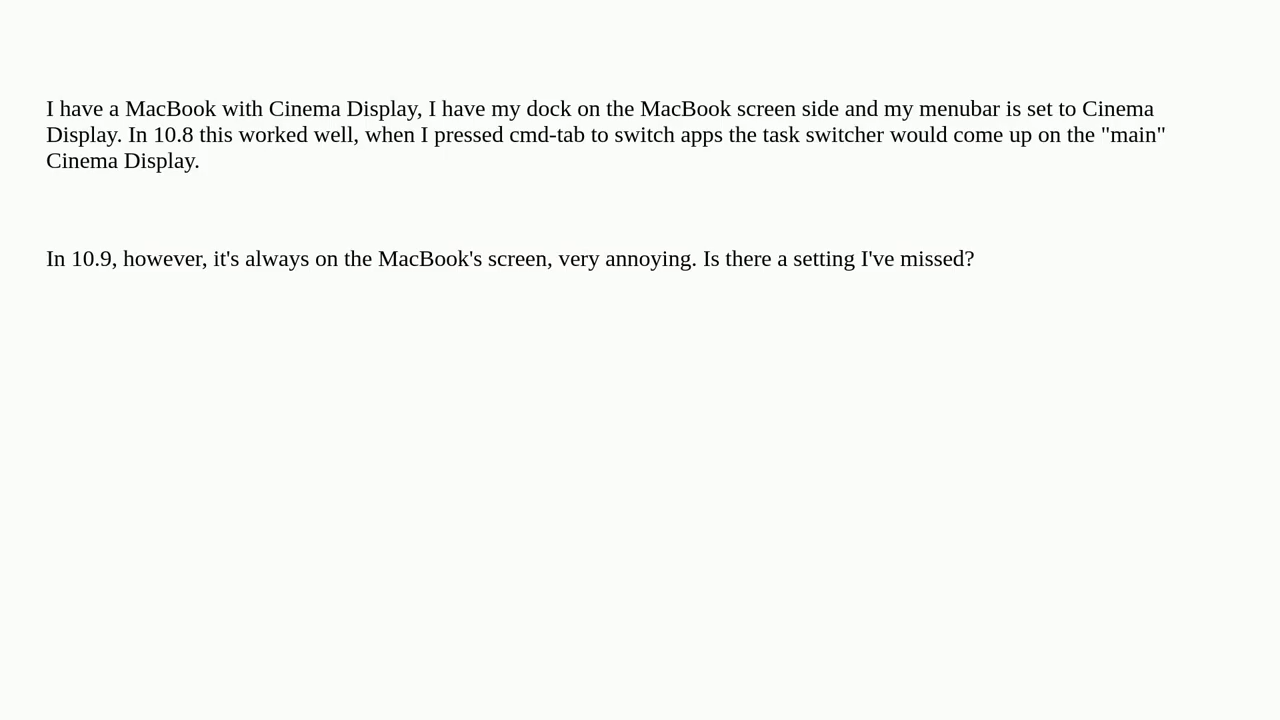 I have a MacBook with Cinema Display, I have my dock on the MacBook screen side and my menubar is set to Cinema
Display. In 10.8 this worked well, when I pressed cmd-tab to switch apps the task switcher would come up on the "main"
Cinema Display.
In 10.9, however, it's always on the MacBook's screen, very annoying. Is there a setting I've missed?